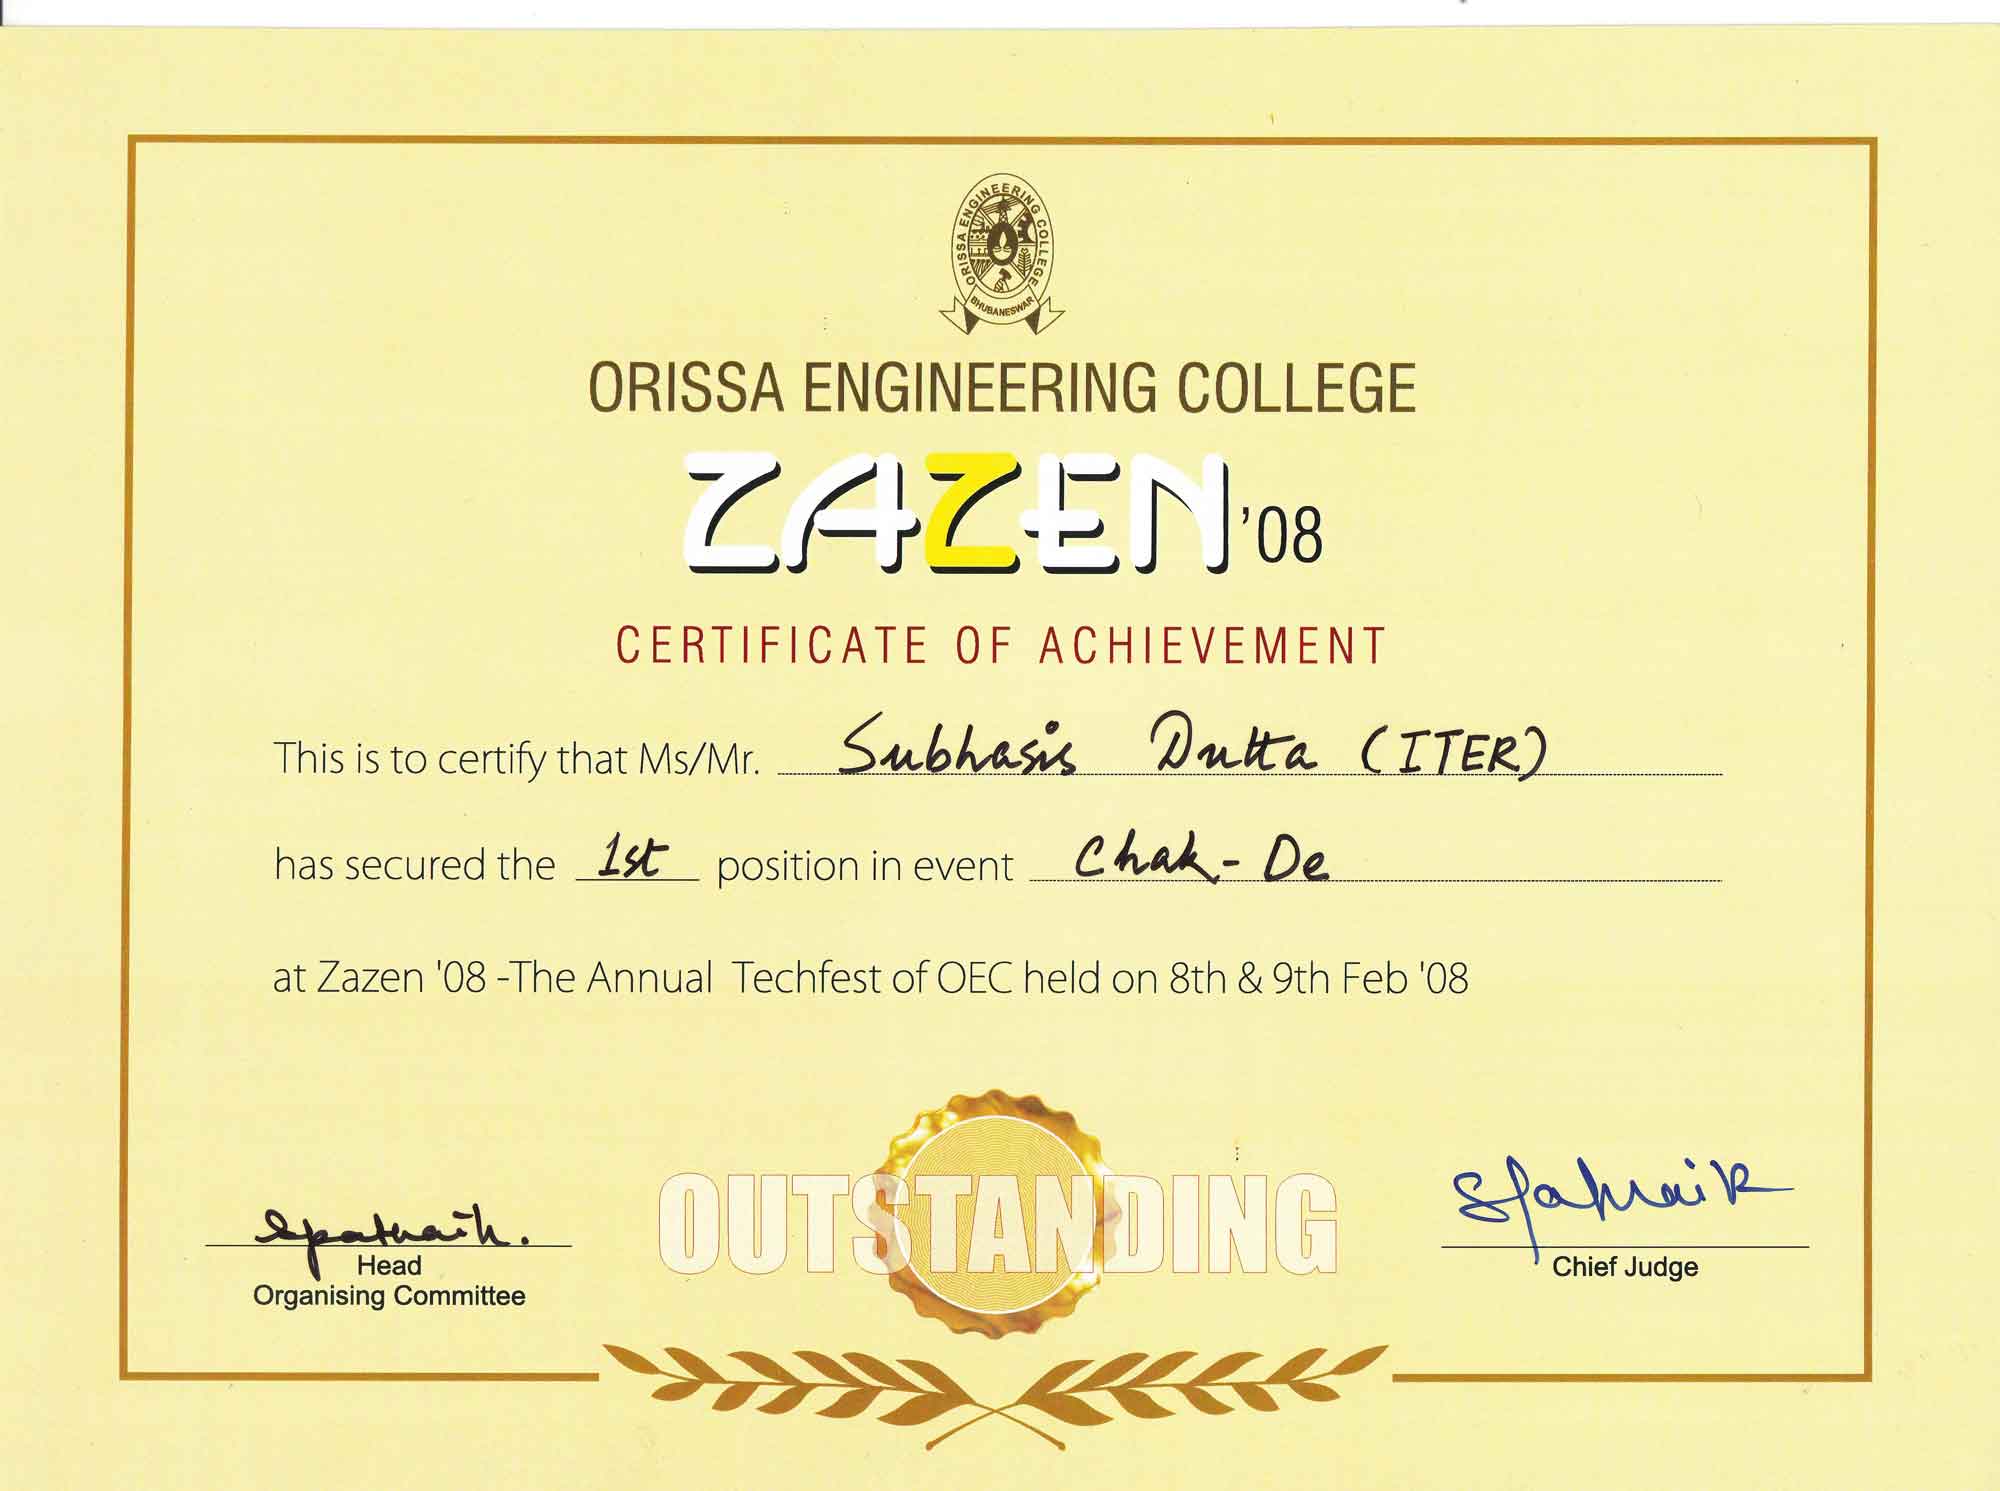 ORISSA ENGINEERING COLLEGE
BHUBANESWAR
ORISSA ENGINEERING COLLEGE
ZAZEN '08
CERTIFICATE OF ACHIEVEMENT
This is to certify that Ms/Mr. Subhasis Dutta (ITER)
has secured the 1st position in event Chak-De
at Zazen '08 -The Annual Techfest of OEC held on 8th & 9th Feb '08
OUTSTANDING
Spatnaik.
Head
Organising Committee
SPatnaik
Chief Judge